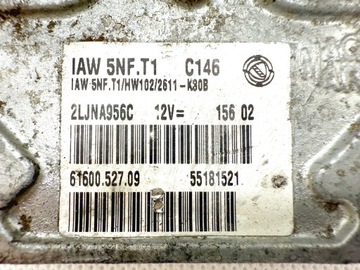 IAW 5NF.T1 C146
IAW 5NF.T1/HW102/2611-K30B
2LJNA956C 12V= 156 02
61600.527.09 55181521